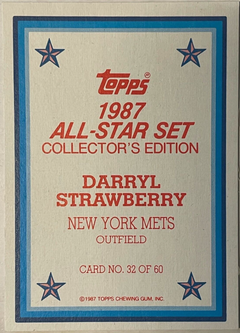 TOPPS®
1987
ALL-STAR SET
COLLECTOR'S EDITION
DARRYL
STRAWBERRY
NEW YORK METS
OUTFIELD
CARD NO. 32 OF 60
©1987 TOPPS CHEWING GUM, INC.